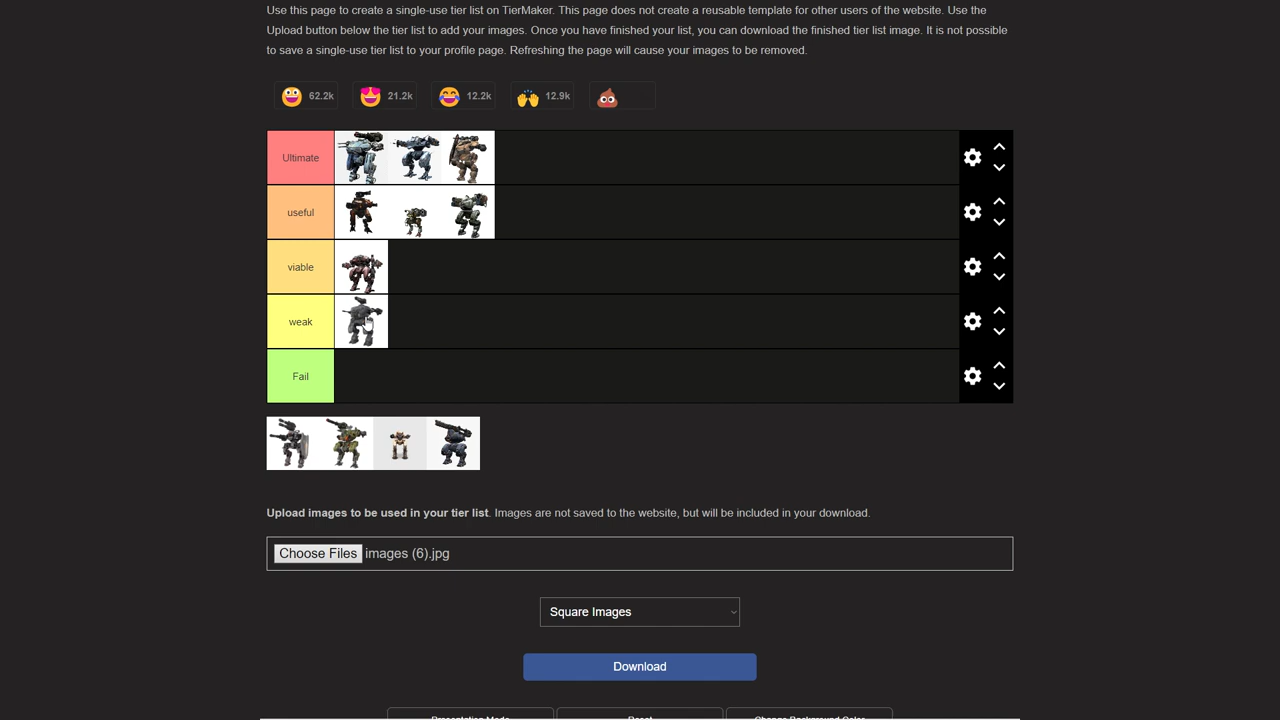 Use this page to create a single-use tier list on TierMaker. This page does not create a reusable template for other users of the website. Use the
Upload button below the tier list to add your images. Once you have finished your list, you can download the finished tier list image. It is not possible
to save a single-use tier list to your profile page. Refreshing the page will cause your images to be removed.
62.2k 21.2k 12.2k 12.9k
Ultimate
useful
viable
weak
Fail
Upload images to be used in your tier list. Images are not saved to the website, but will be included in your download.
Choose Files images (6).jpg
Square Images
Download
Presentation Mode Reset Change Background Color